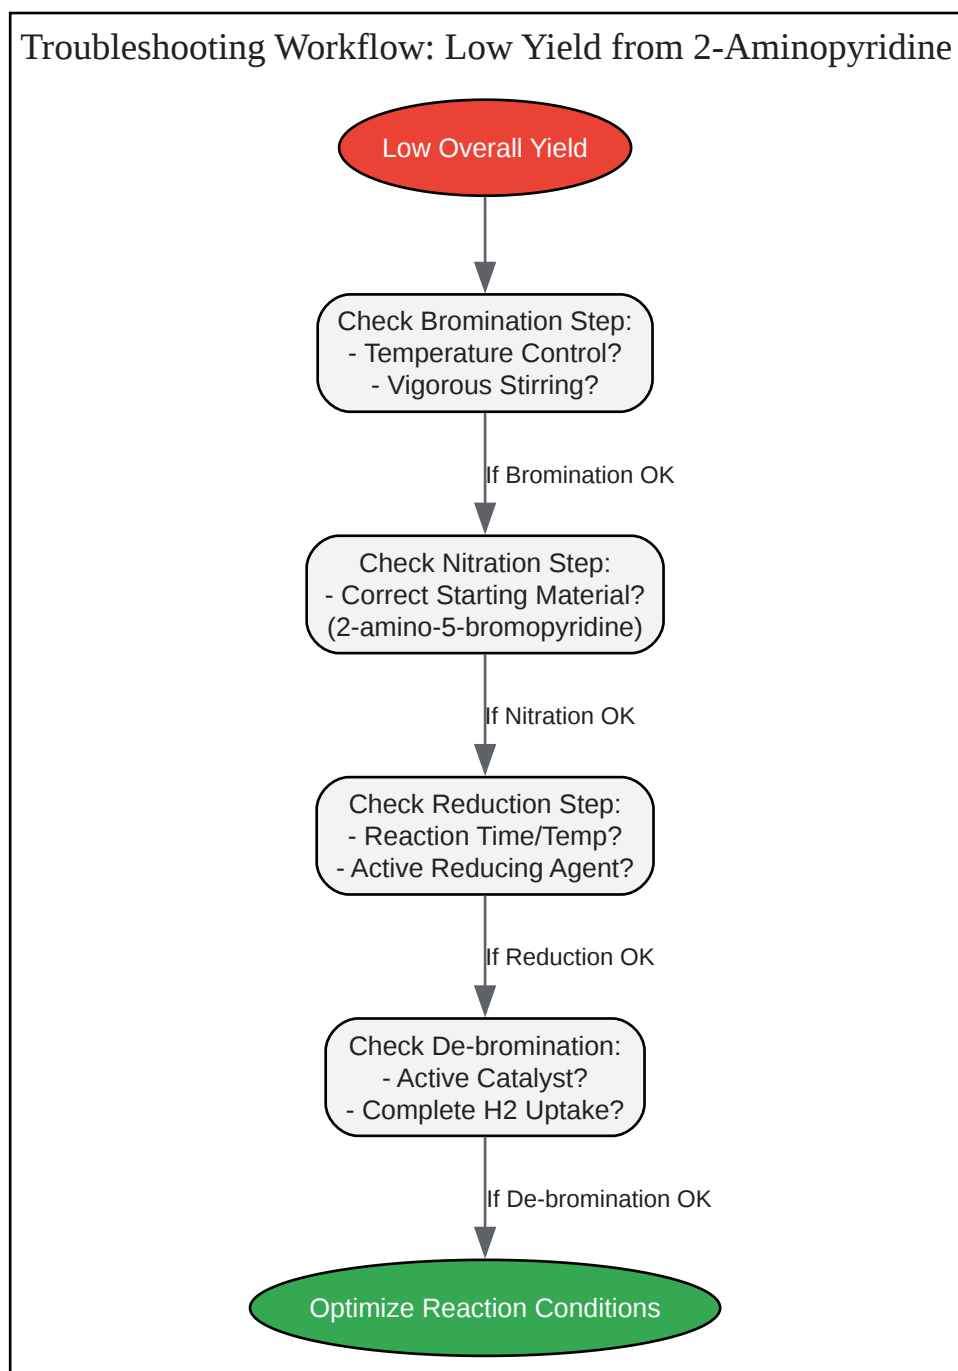 Troubleshooting Workflow: Low Yield from 2-Aminopyridine
Low Overall Yield
Check Bromination Step:
- Temperature Control?
- Vigorous Stirring?
If Bromination OK
Check Nitration Step:
- Correct Starting Material?
(2-amino-5-bromopyridine)
If Nitration OK
Check Reduction Step:
- Reaction Time/Temp?
- Active Reducing Agent?
If Reduction OK
Check De-bromination:
- Active Catalyst?
- Complete H2 Uptake?
If De-bromination OK
Optimize Reaction Conditions